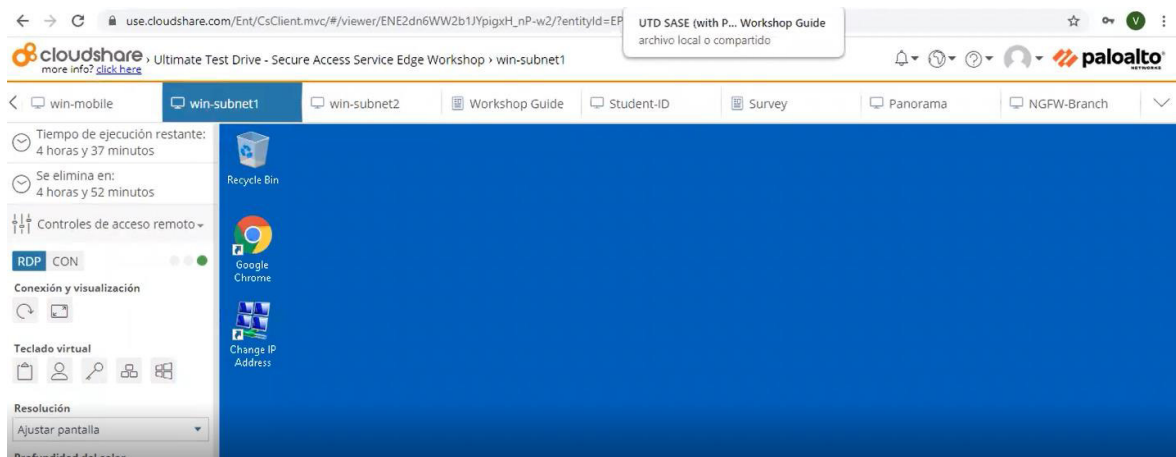 use.cloudshare.com/Ent/CsClient.mvc/#/viewer/ENE2dn6WW2b1JYpigxH_nP-w2/?entityId=EP
UTD SASE (with P... Workshop Guide
archivo local o compartido
V
cloudshare
more info? click here
› Ultimate Test Drive - Secure Access Service Edge Workshop › win-subnet1
paloalto
NETWORKS
win-mobile
win-subnet1
win-subnet2
Workshop Guide
Student-ID
Survey
Panorama
NGFW-Branch
Tiempo de ejecución restante:
4 horas y 37 minutos
Se elimina en:
4 horas y 52 minutos
Controles de acceso remoto
RDP CON
Conexión y visualización
Teclado virtual
Resolución
Ajustar pantalla
Recycle Bin
Google
Chrome
Change IP
Address